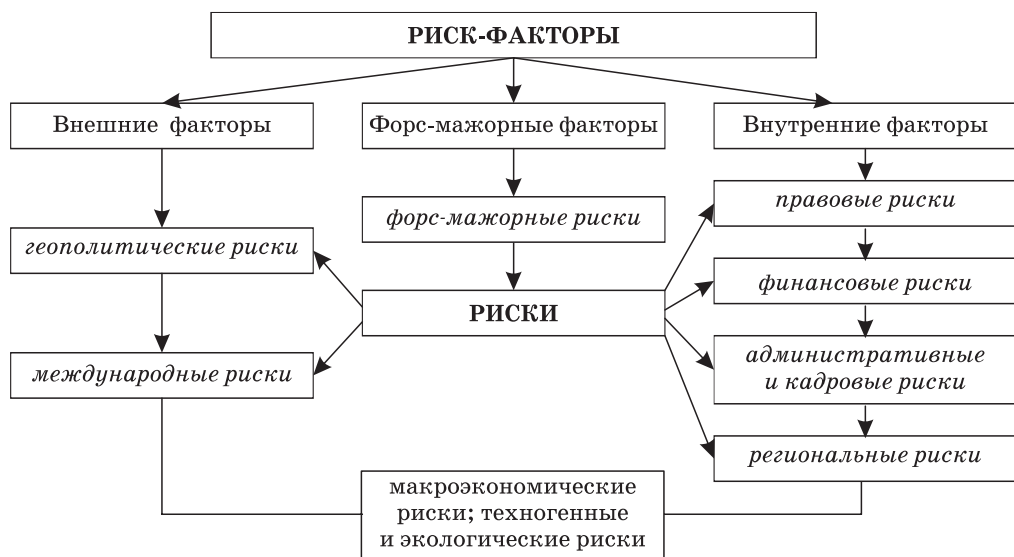 РИСК-ФАКТОРЫ
Внешние факторы
Форс-мажорные факторы
Внутренние факторы
правовые риски
форс-мажорные риски
геополитические риски
финансовые риски
РИСКИ
международные риски
административные
и кадровые риски
региональные риски
макроэкономические
риски; техногенные
и экологические риски